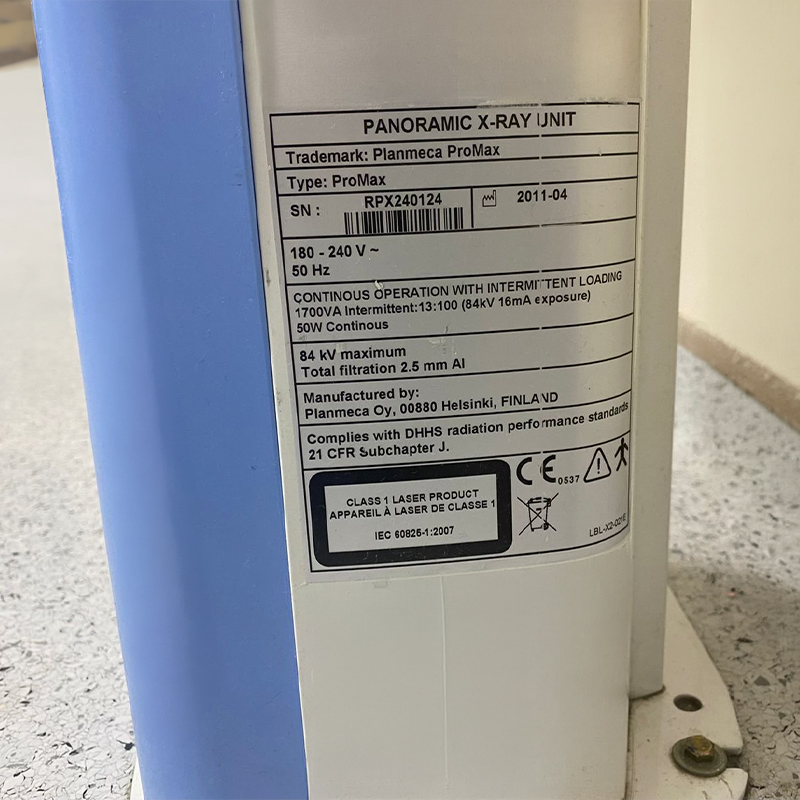 PANORAMIC X-RAY UNIT
Trademark: Planmeca ProMax
Type: ProMax
SN : RPX240124 2011-04
180 - 240 V ~
50 Hz
CONTINOUS OPERATION WITH INTERMITTENT LOADING
1700VA Intermittent:13:100 (84kV 16mA exposure)
50W Continous
84 kV maximum
Total filtration 2.5 mm Al
Manufactured by:
Planmeca Oy, 00880 Helsinki, FINLAND
Complies with DHHS radiation performance standards
21 CFR Subchapter J.
CLASS 1 LASER PRODUCT
APPAREIL À LASER DE CLASSE 1
IEC 60825-1:2007
CE 0537
LBL-X2-021E